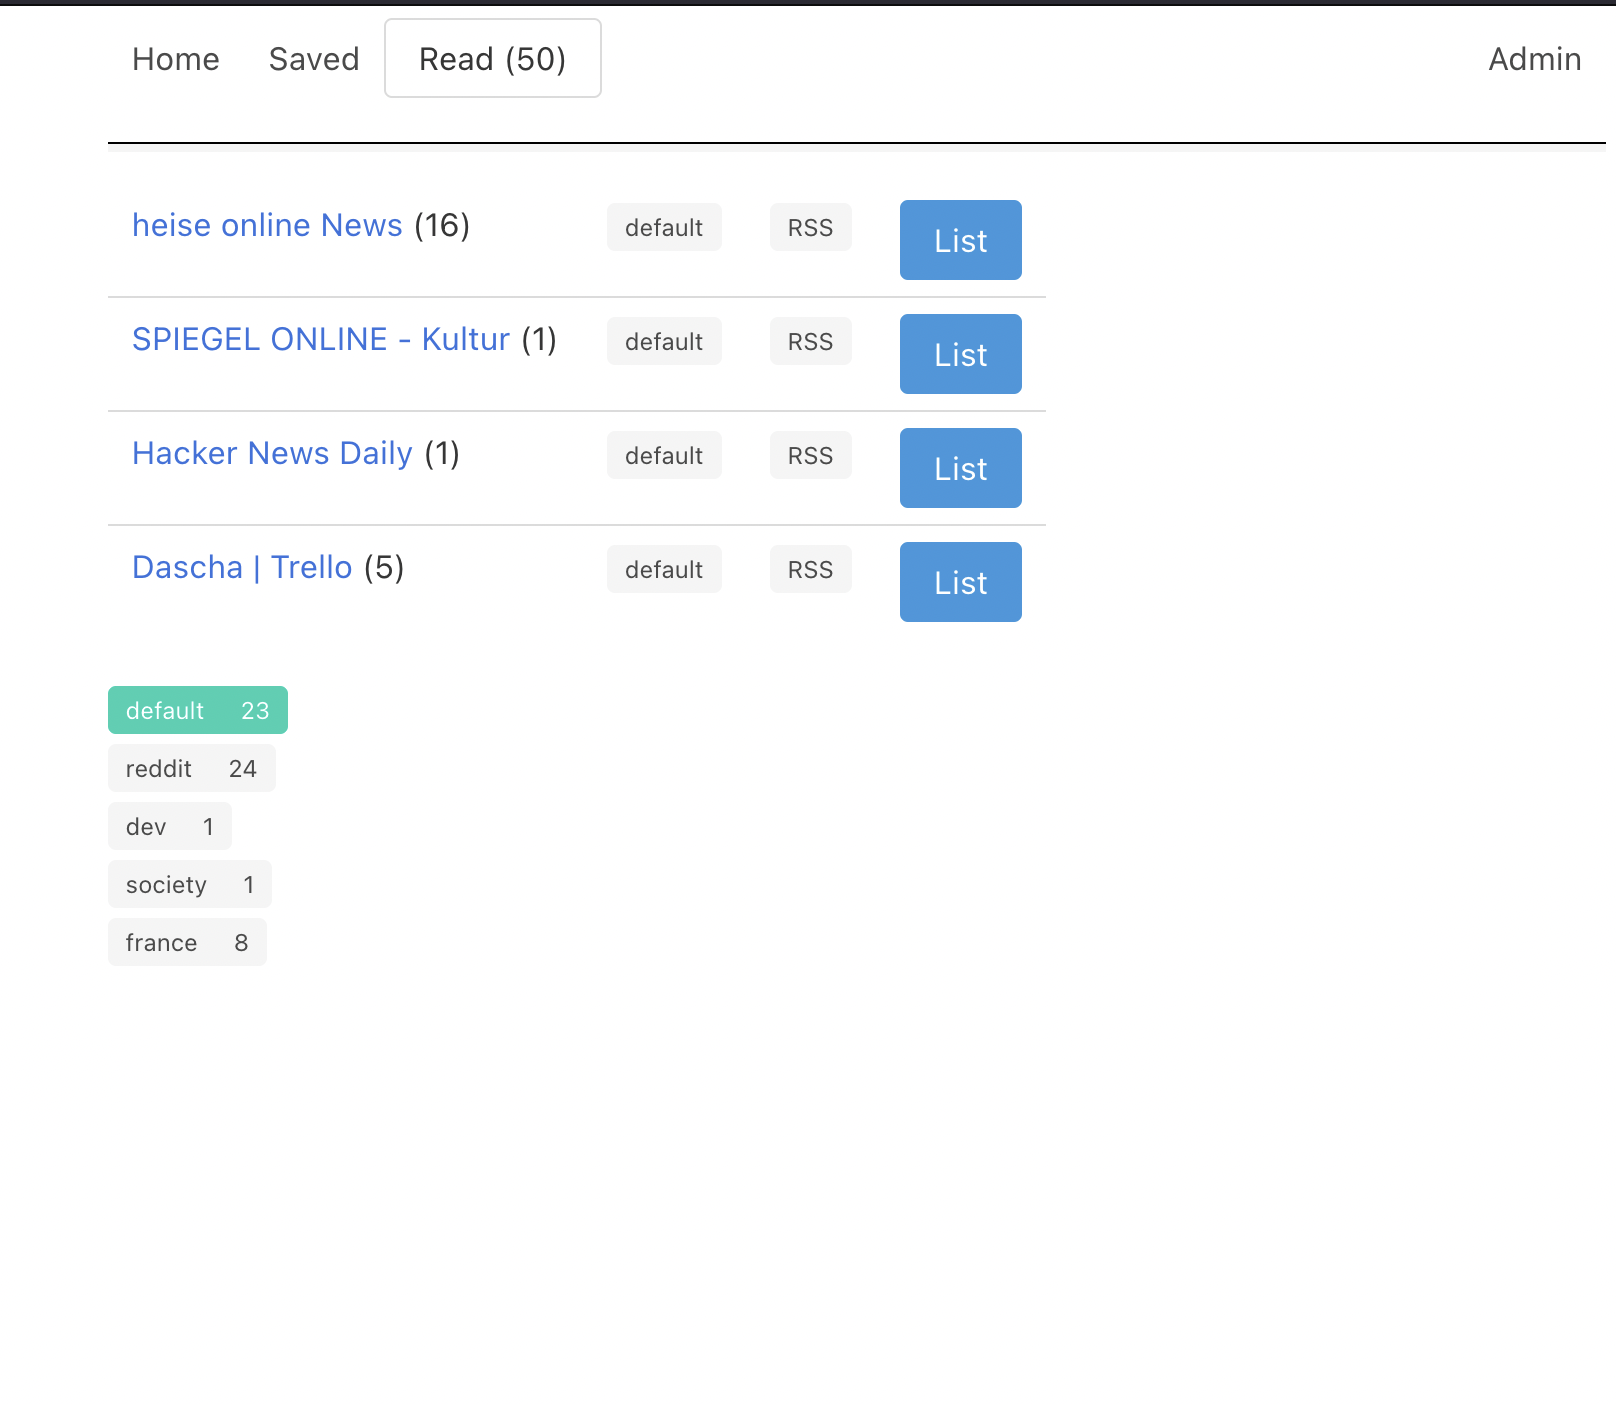 Home Saved Read (50) Admin
heise online News (16) default RSS List
SPIEGEL ONLINE - Kultur (1) default RSS List
Hacker News Daily (1) default RSS List
Dascha | Trello (5) default RSS List
default 23
reddit 24
dev 1
society 1
france 8